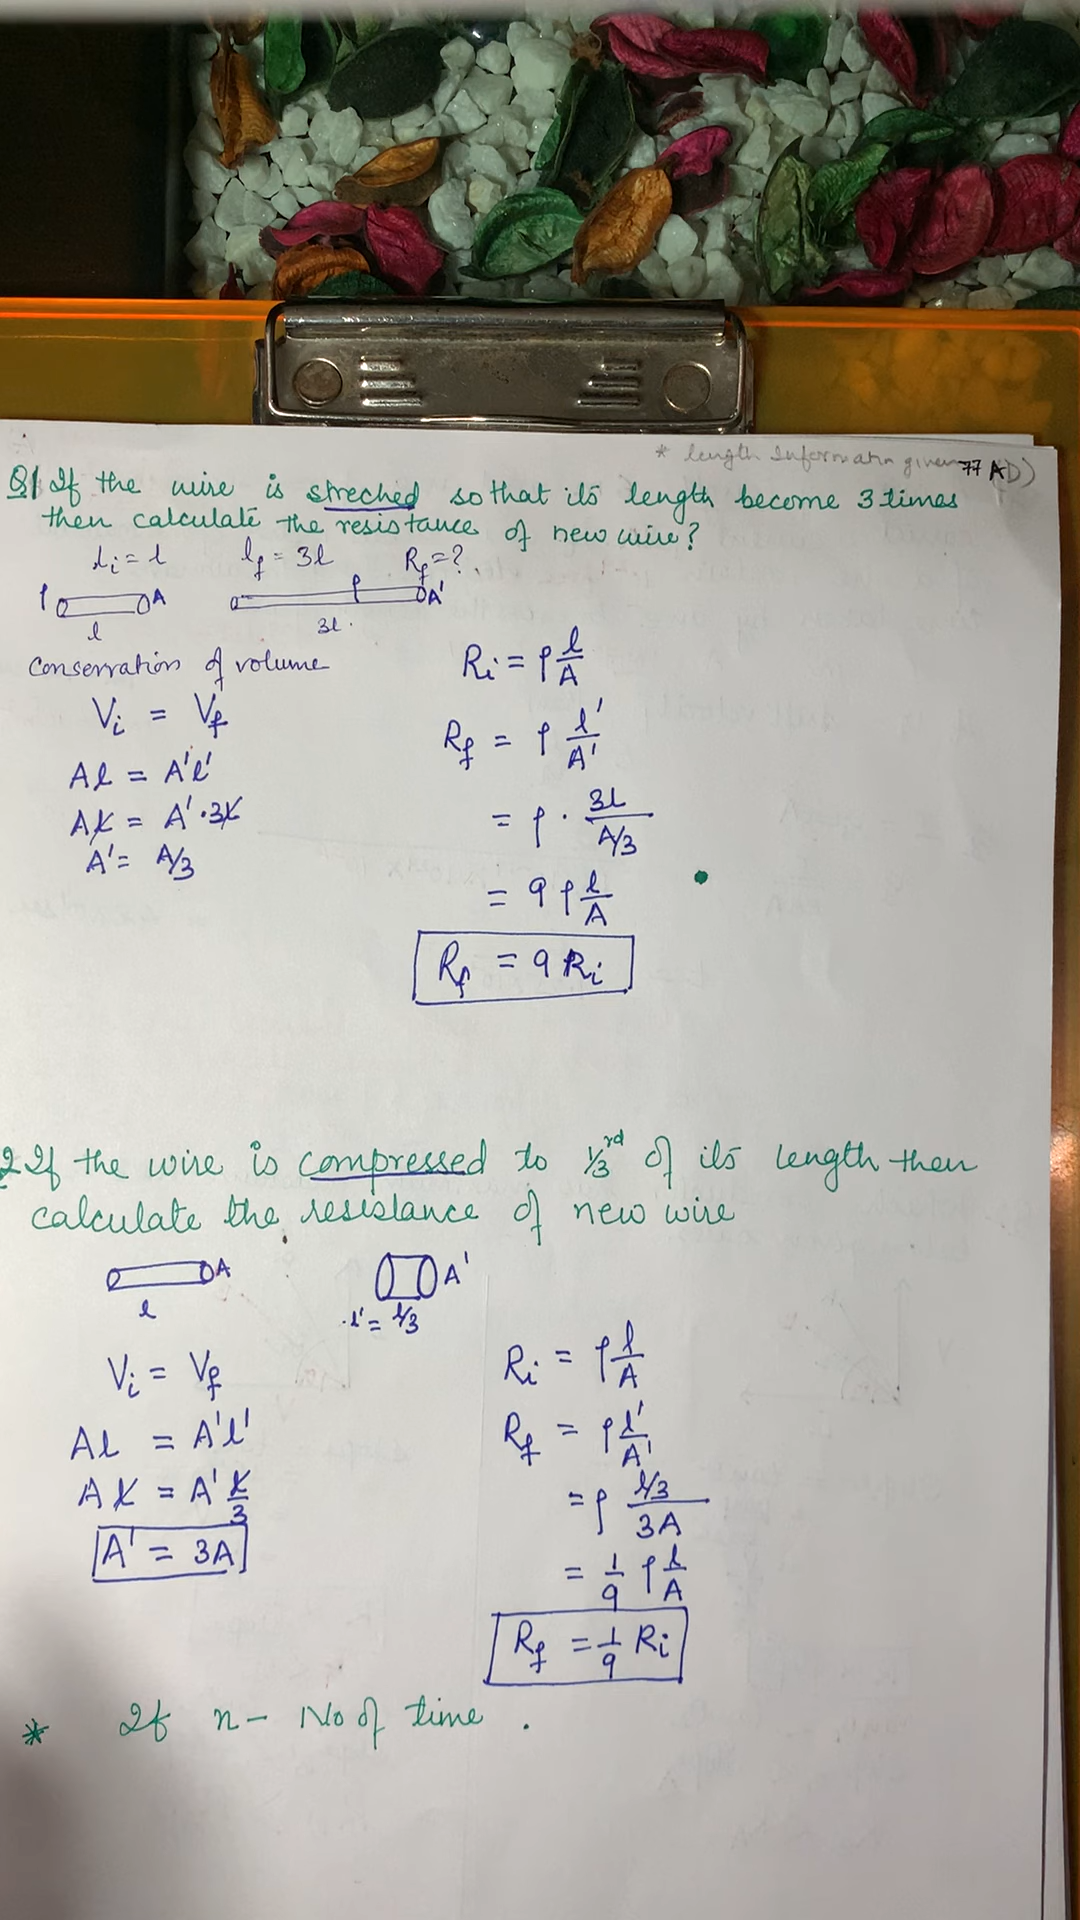 * length Information given
77 AD)
Q1 If the wire is streched so that its length become 3 times
then calculate the resistance of new wire?
li = l lf = 3l Rf = ?
ρ A ρ A'
l 3l.
Conservation of volume
Vi = Vf
Al = A'l'
Al = A'·3l
A' = A/3
Ri = ρ l/A
Rf = ρ l'/A'
= ρ · 3l/A/3
= 9 ρ l/A
Rf = 9 Ri
2 If the wire is compressed to 1/3rd of its length then
calculate the resistance of new wire
A A'
l l' = l/3
Vi = Vf
Al = A'l'
Al = A' l/3
A' = 3A
Ri = ρ l/A
Rf = ρ l'/A'
= ρ l/3/3A
= 1/9 ρ l/A
Rf = 1/9 Ri
* If n - No of time .